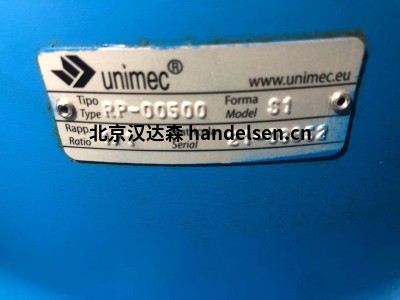 unimec® www.unimec.eu
Tipo Forma
Type RP-00500 Model S1
北京汉达森 handelsen.cn
Rapp.
Ratio Serial